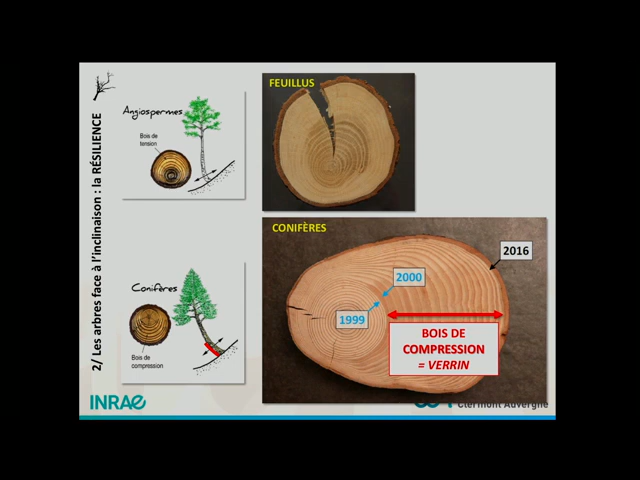 2/ Les arbres face à l'inclinaison : la RÉSILIENCE
Angiospermes
Bois de
tension
Conifères
Bois de
compression
FEUILLUS
CONIFÈRES
2016
2000
1999
BOIS DE
COMPRESSION
= VERRIN
INRAE
Clermont Auvergne